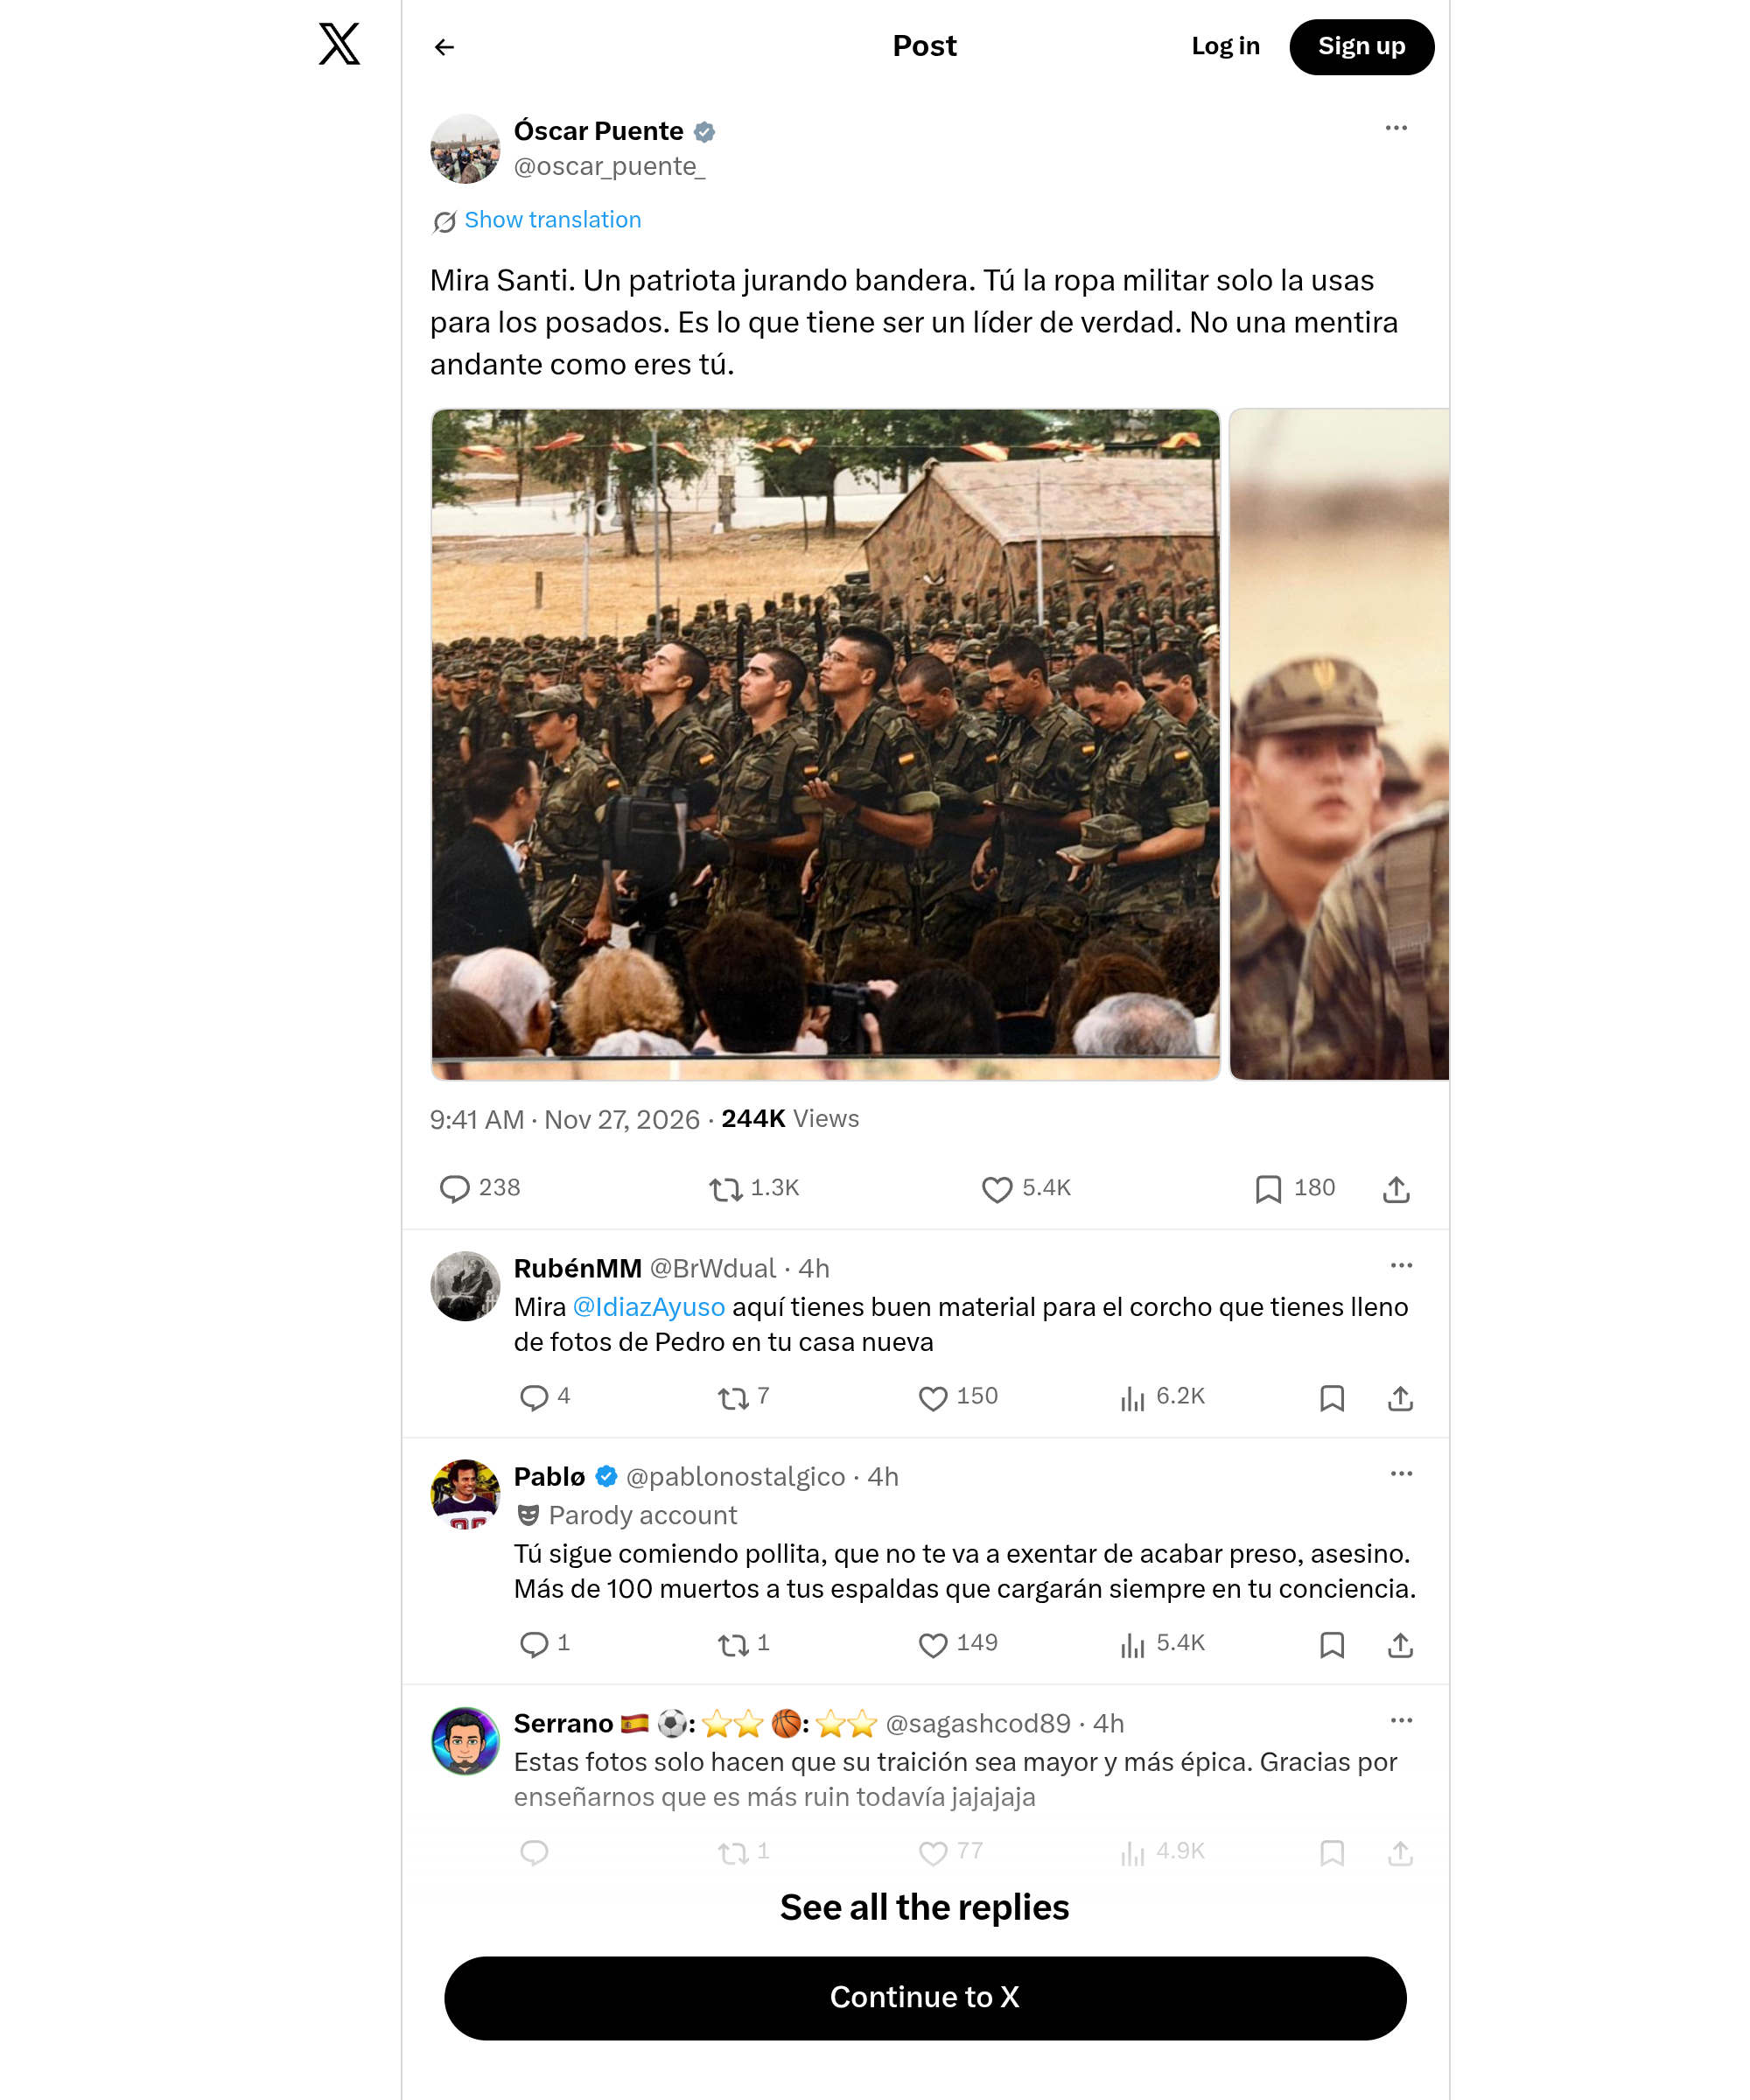 Post
Log in
Sign up
Óscar Puente
@oscar_puente_
Show translation
Mira Santi. Un patriota jurando bandera. Tú la ropa militar solo la usas
para los posados. Es lo que tiene ser un líder de verdad. No una mentira
andante como eres tú.
9:41 AM · Nov 27, 2026 · 244K Views
238
1.3K
5.4K
180
RubénMM @BrWdual · 4h
Mira @IdiazAyuso aquí tienes buen material para el corcho que tienes lleno
de fotos de Pedro en tu casa nueva
4
7
150
6.2K
Pablø @pablonostalgico · 4h
Parody account
Tú sigue comiendo pollita, que no te va a exentar de acabar preso, asesino.
Más de 100 muertos a tus espaldas que cargarán siempre en tu conciencia.
1
1
149
5.4K
Serrano 🇪🇸 ⚽: ⭐⭐ 🏀: ⭐⭐ @sagashcod89 · 4h
Estas fotos solo hacen que su traición sea mayor y más épica. Gracias por
enseñarnos que es más ruin todavía jajajaja
1
77
4.9K
See all the replies
Continue to X